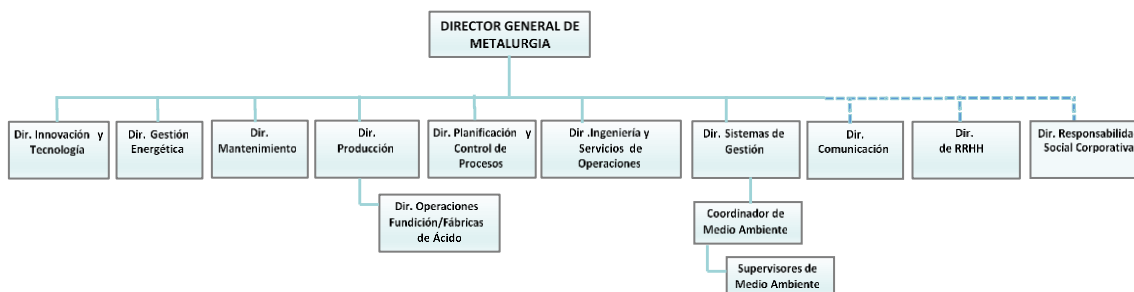 DIRECTOR GENERAL DE
METALURGIA
Dir. Innovación y
Tecnología
Dir. Gestión
Energética
Dir.
Mantenimiento
Dir.
Producción
Dir. Planificación y
Control de
Procesos
Dir .Ingeniería y
Servicios de
Operaciones
Dir. Sistemas de
Gestión
Dir.
Comunicación
Dir.
de RRHH
Dir. Responsabilida
Social Corporativa
Dir. Operaciones
Fundición/Fábricas
de Ácido
Coordinador de
Medio Ambiente
Supervisores de
Medio Ambiente